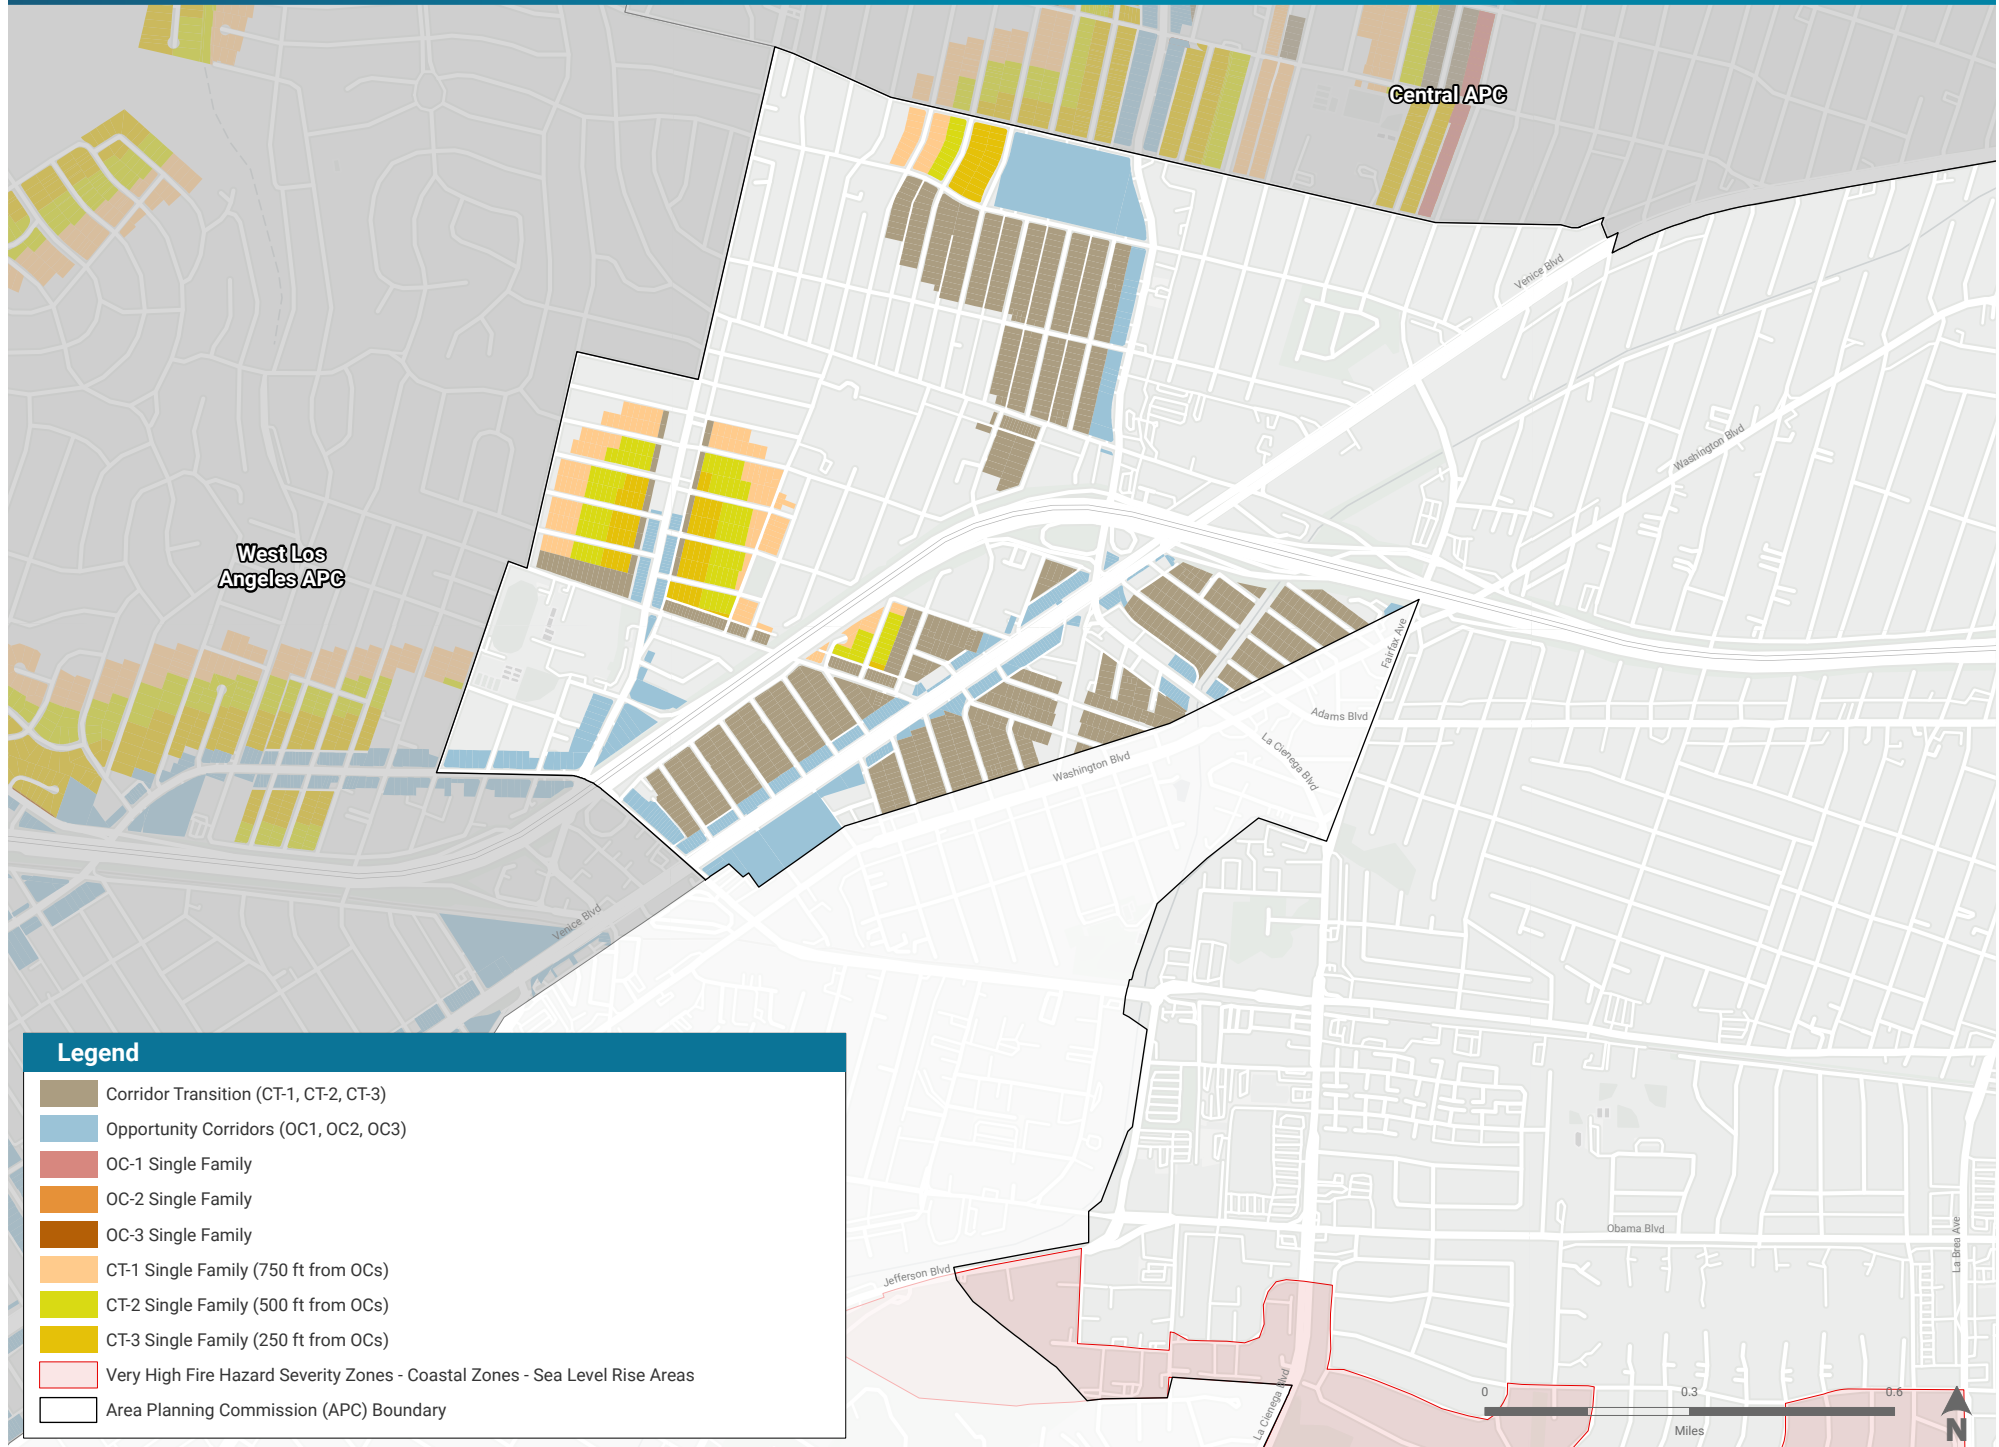 Central APC
Venice Blvd
Washington Blvd
West Los
Angeles APC
Fairfax Ave
Adams Blvd
La Cienega Blvd
Washington Blvd
Venice Blvd
Legend
Corridor Transition (CT-1, CT-2, CT-3)
Opportunity Corridors (OC1, OC2, OC3)
OC-1 Single Family
OC-2 Single Family
OC-3 Single Family
CT-1 Single Family (750 ft from OCs)
CT-2 Single Family (500 ft from OCs)
CT-3 Single Family (250 ft from OCs)
Very High Fire Hazard Severity Zones - Coastal Zones - Sea Level Rise Areas
Area Planning Commission (APC) Boundary
Obama Blvd
La Brea Ave
Jefferson Blvd
La Cienega Blvd
0 0.3 0.6
Miles
N